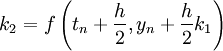 k_2 = f\left(t_n + \frac{h}{2}, y_n + \frac{h}{2} k_1\right)